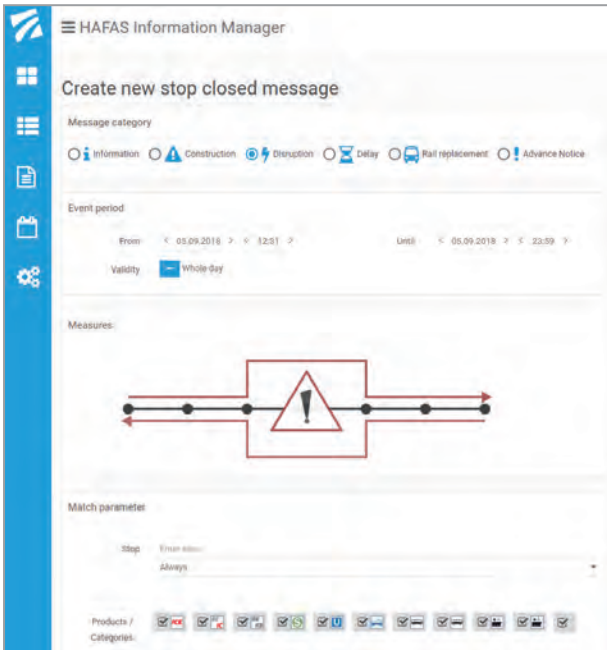 HAFAS Information Manager
Create new stop closed message
Message category
Information Construction Disruption Delay Rail replacement Advance Notice
Event period
From < 05.09.2018 > < 12:51 > Until < 05.09.2018 > < 23:59 >
Validity Whole day
Measures:
Match parameter
Stop
Always
Products /
Categories: